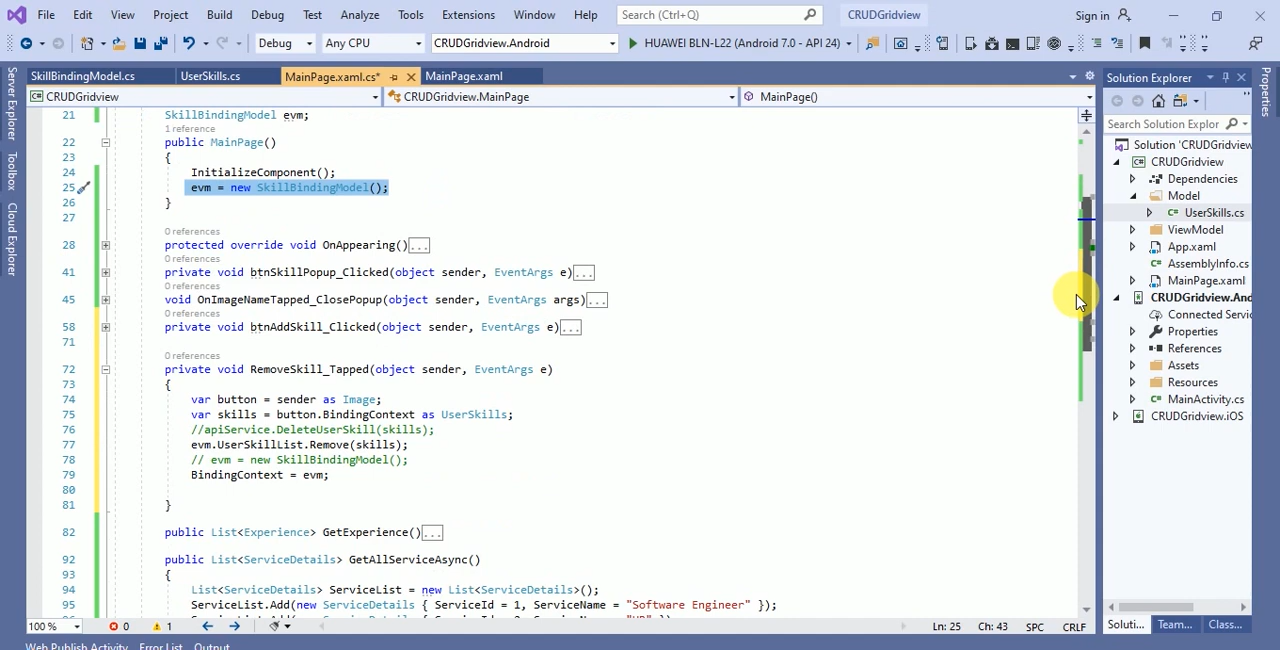 File Edit View Project Build Debug Test Analyze Tools Extensions Window Help Search (Ctrl+Q) CRUDGridview Sign in
Debug Any CPU CRUDGridview.Android HUAWEI BLN-L22 (Android 7.0 - API 24)
Server Explorer
Toolbox
Cloud Explorer
SkillBindingModel.cs UserSkills.cs MainPage.xaml.cs* MainPage.xaml
CRUDGridview CRUDGridview.MainPage MainPage()
21 SkillBindingModel evm;
1 reference
22 public MainPage()
23 {
24 InitializeComponent();
25 evm = new SkillBindingModel();
26 }
27
0 references
28 protected override void OnAppearing()...
0 references
41 private void btnSkillPopup_Clicked(object sender, EventArgs e)...
0 references
45 void OnImageNameTapped_ClosePopup(object sender, EventArgs args)...
0 references
58 private void btnAddSkill_Clicked(object sender, EventArgs e)...
71
0 references
72 private void RemoveSkill_Tapped(object sender, EventArgs e)
73 {
74 var button = sender as Image;
75 var skills = button.BindingContext as UserSkills;
76 //apiService.DeleteUserSkill(skills);
77 evm.UserSkillList.Remove(skills);
78 // evm = new SkillBindingModel();
79 BindingContext = evm;
80
81 }
82 public List<Experience> GetExperience()...
92 public List<ServiceDetails> GetAllServiceAsync()
93 {
94 List<ServiceDetails> ServiceList = new List<ServiceDetails>();
95 ServiceList.Add(new ServiceDetails { ServiceId = 1, ServiceName = "Software Engineer" });
100 % 0 1 Ln: 25 Ch: 43 SPC CRLF
Web Publish Activity Error List Output
Solution Explorer
Search Solution Explor
Solution 'CRUDGridview
CRUDGridview
Dependencies
Model
UserSkills.cs
ViewModel
App.xaml
AssemblyInfo.cs
MainPage.xaml
CRUDGridview.And
Connected Servic
Properties
References
Assets
Resources
MainActivity.cs
CRUDGridview.iOS
Soluti... Team... Class...
Properties